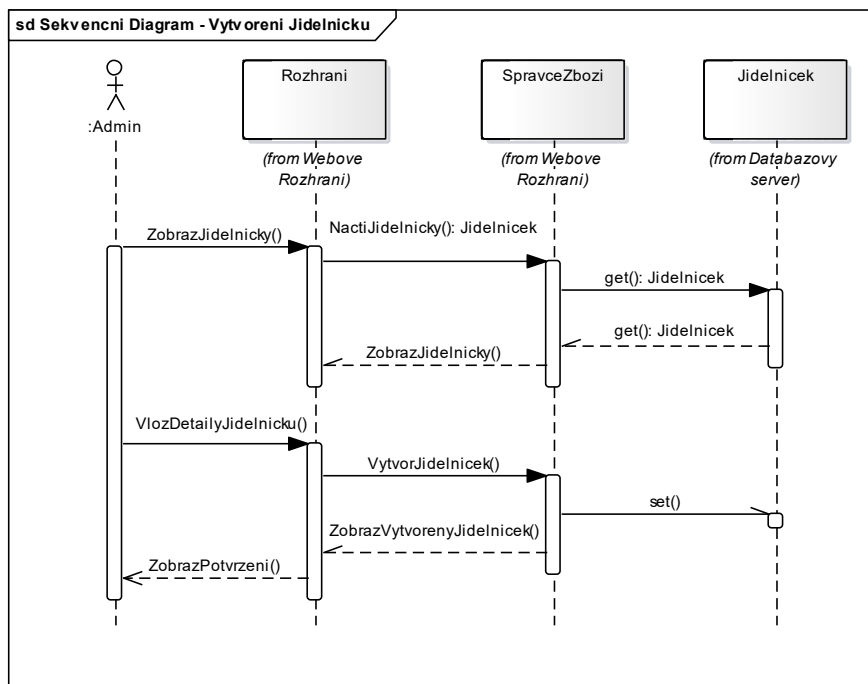 sd Sekvencni Diagram - Vytvoreni Jidelnicku
:Admin
Rozhrani
(from Webove
Rozhrani)
SpravceZbozi
(from Webove
Rozhrani)
Jidelnicek
(from Databazovy
server)
ZobrazJidelnicky()
NactiJidelnicky(): Jidelnicek
get(): Jidelnicek
get(): Jidelnicek
ZobrazJidelnicky()
VlozDetailyJidelnicku()
VytvorJidelnicek()
set()
ZobrazVytvorenyJidelnicek()
ZobrazPotvrzeni()